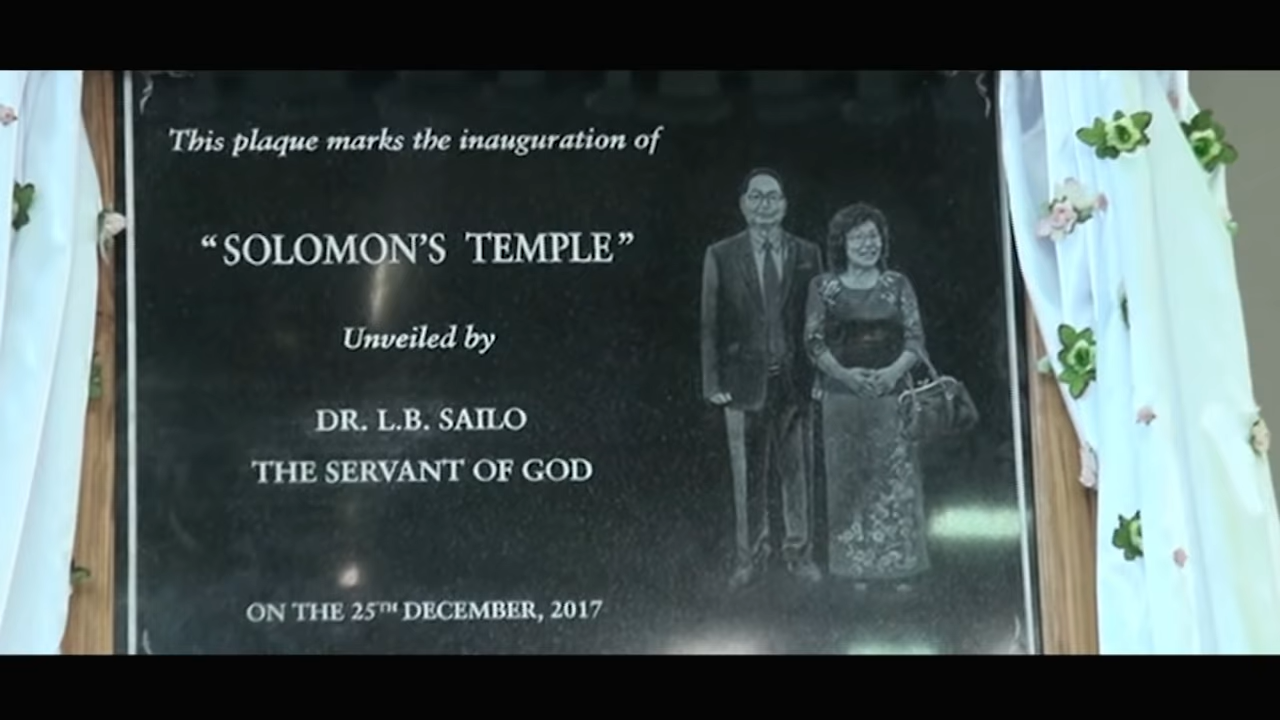 This plaque marks the inauguration of
“SOLOMON’S TEMPLE”
Unveiled by
DR. L.B. SAILO
THE SERVANT OF GOD
ON THE 25TH DECEMBER, 2017